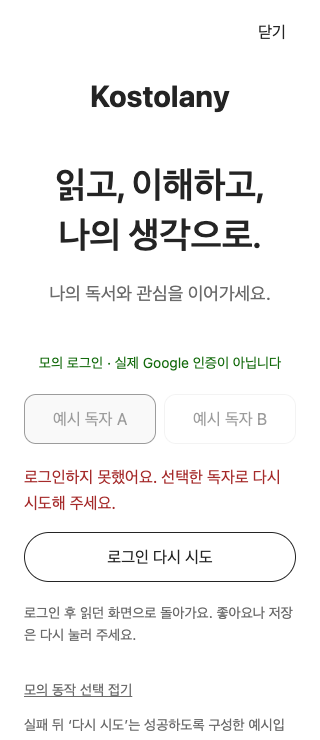 닫기
Kostolany
읽고, 이해하고,
나의 생각으로.
나의 독서와 관심을 이어가세요.
모의 로그인 · 실제 Google 인증이 아닙니다
예시 독자 A
예시 독자 B
로그인하지 못했어요. 선택한 독자로 다시
시도해 주세요.
로그인 다시 시도
로그인 후 읽던 화면으로 돌아가요. 좋아요나 저장
은 다시 눌러 주세요.
모의 동작 선택 접기
실패 뒤 ‘다시 시도’는 성공하도록 구성한 예시입